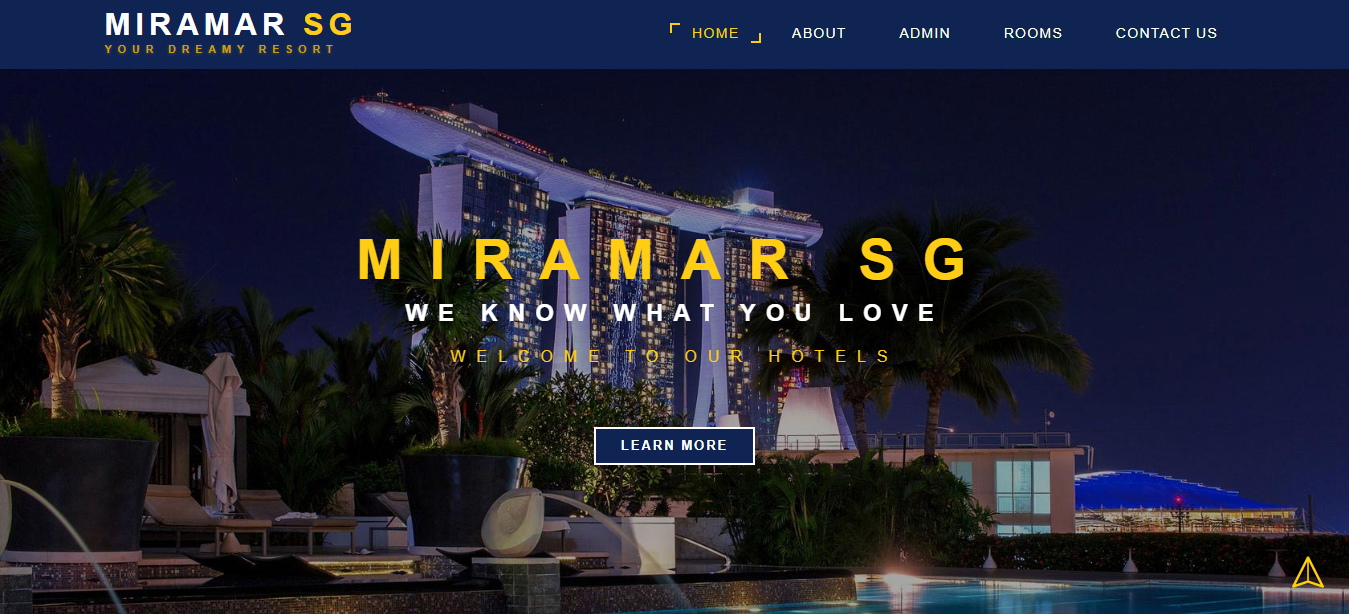 MIRAMAR SG
YOUR DREAMY RESORT
HOME ABOUT ADMIN ROOMS CONTACT US
MIRAMAR SG
WE KNOW WHAT YOU LOVE
WELCOME TO OUR HOTELS
LEARN MORE